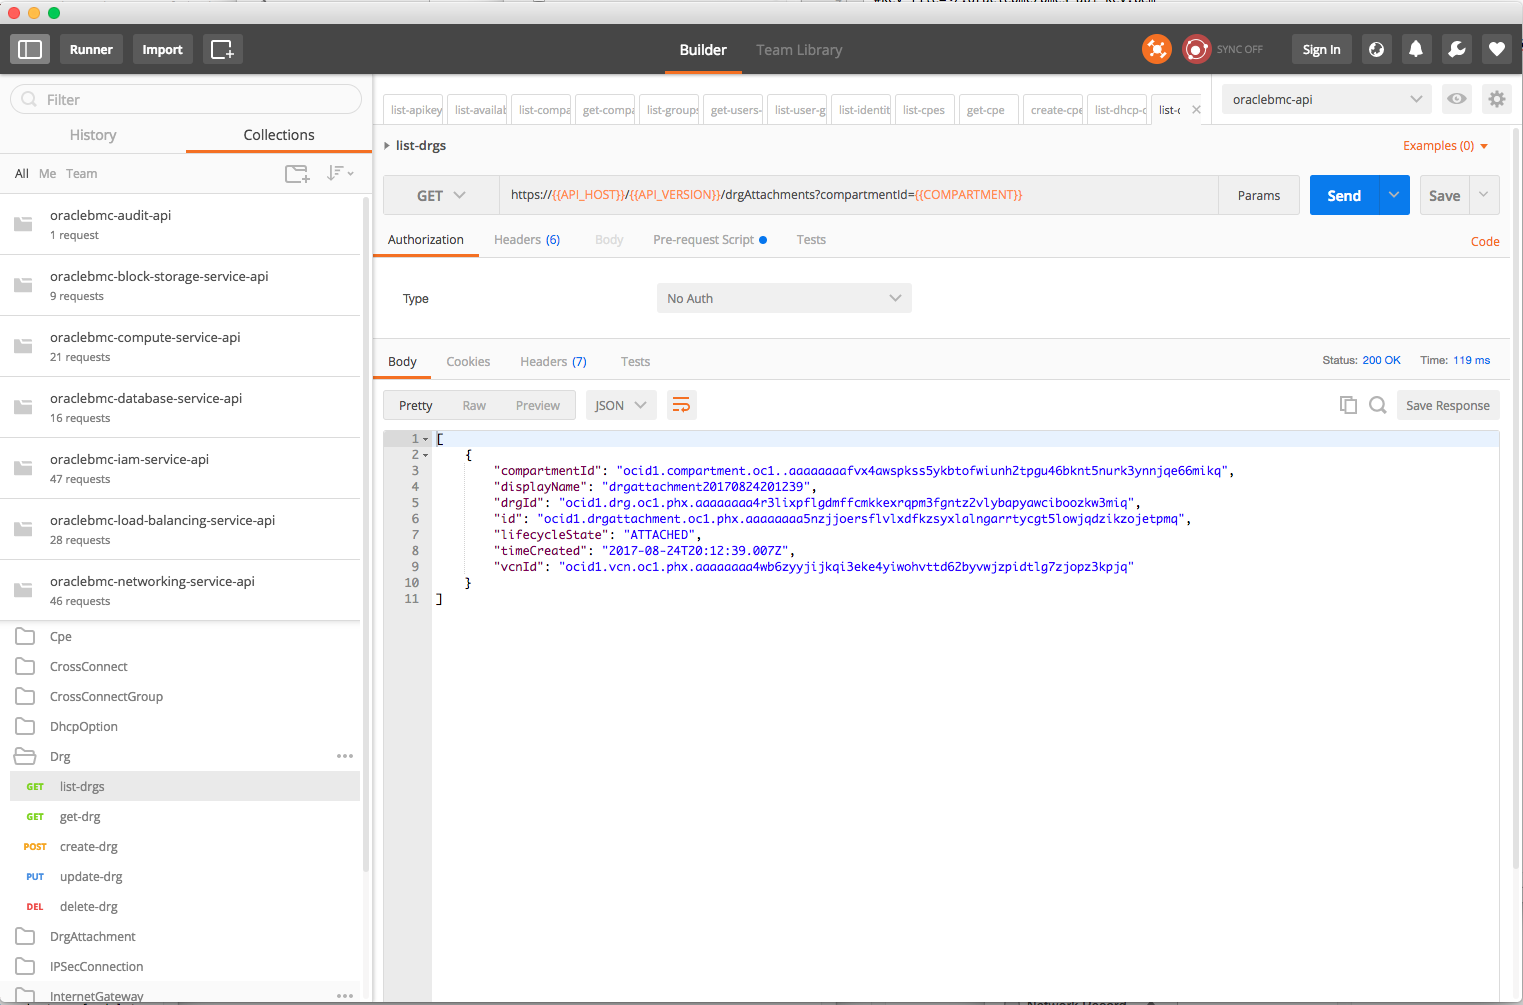 Runner
Import
Builder
Team Library
SYNC OFF
Sign In
Filter
History
Collections
All Me Team
oraclebmc-audit-api
1 request
oraclebmc-block-storage-service-api
9 requests
oraclebmc-compute-service-api
21 requests
oraclebmc-database-service-api
16 requests
oraclebmc-iam-service-api
47 requests
oraclebmc-load-balancing-service-api
28 requests
oraclebmc-networking-service-api
46 requests
Cpe
CrossConnect
CrossConnectGroup
DhcpOption
Drg
GET list-drgs
GET get-drg
POST create-drg
PUT update-drg
DEL delete-drg
DrgAttachment
IPSecConnection
InternetGateway
list-apikey list-availab list-compa get-compa list-groups get-users- list-user-g list-identit list-cpes get-cpe create-cpe list-dhcp-o list-d
oraclebmc-api
list-drgs
Examples (0)
GET
https://{{API_HOST}}/{{API_VERSION}}/drgAttachments?compartmentId={{COMPARTMENT}}
Params
Send
Save
Authorization Headers (6) Body Pre-request Script Tests
Code
Type
No Auth
Body Cookies Headers (7) Tests
Status: 200 OK Time: 119 ms
Pretty Raw Preview JSON
Save Response
1 [
2 {
3 "compartmentId": "ocid1.compartment.oc1..aaaaaaaafvx4awspkss5ykbtofwiunh2tpgu46bknt5nurk3ynnjqe66mikq",
4 "displayName": "drgattachment20170824201239",
5 "drgId": "ocid1.drg.oc1.phx.aaaaaaaa4r3lixpflgdmffcmkkexrqpm3fgntz2vlybapyawciboozkw3miq",
6 "id": "ocid1.drgattachment.oc1.phx.aaaaaaaa5nzjjoersflvlxdfkzsyxlalngarrtycgt5lowjqdzikzojetpmq",
7 "lifecycleState": "ATTACHED",
8 "timeCreated": "2017-08-24T20:12:39.007Z",
9 "vcnId": "ocid1.vcn.oc1.phx.aaaaaaaa4wb6zyyjijkqi3eke4yiwohvttd62byvwjzpidtlg7zjopz3kpjq"
10 }
11 ]